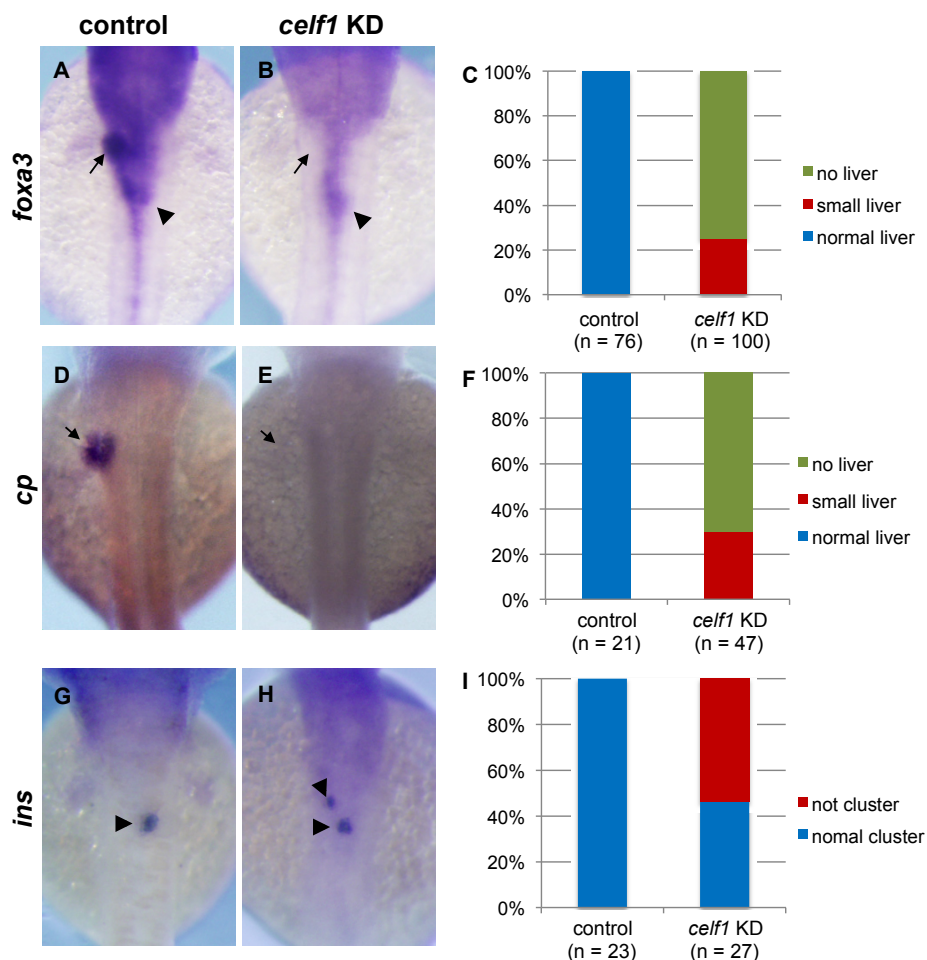 control
celf1 KD
foxa3
A
B
C
100%
80%
60%
40%
20%
0%
control
(n = 76)
celf1 KD
(n = 100)
no liver
small liver
normal liver
cp
D
E
F
100%
80%
60%
40%
20%
0%
control
(n = 21)
celf1 KD
(n = 47)
no liver
small liver
normal liver
ins
G
H
I
100%
80%
60%
40%
20%
0%
control
(n = 23)
celf1 KD
(n = 27)
not cluster
nomal cluster